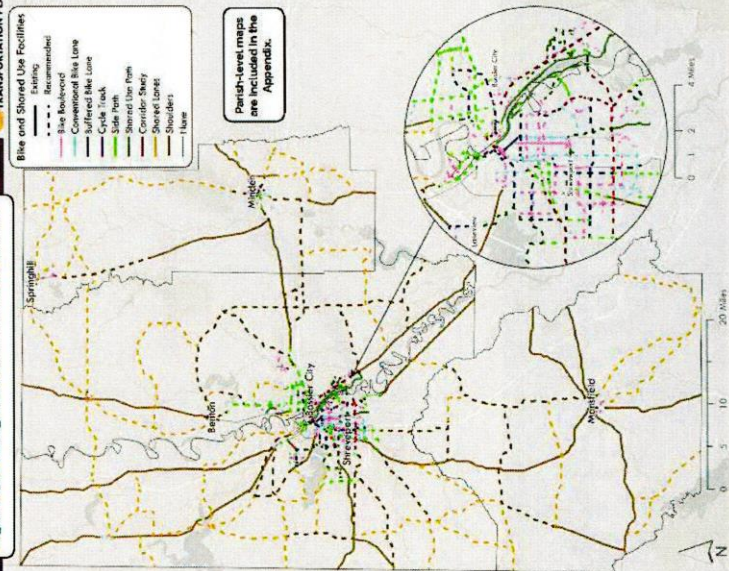 TRANSPORTATION
Bike and Shared Use Facilities
Existing
Recommended
Bike Boulevard
Conventional Bike Lane
Buffered Bike Lane
Cycle Track
Side Path
Shared Use Path
Corridor Study
Shared Lanes
Shoulders
Parish-level maps
are included in the
Appendix.
Springhill
Minden
Benton
Bossier City
Shreveport
Mansfield
Bossier City
Shreveport
0 1 2 4 Miles
0 5 10 20 Miles
N